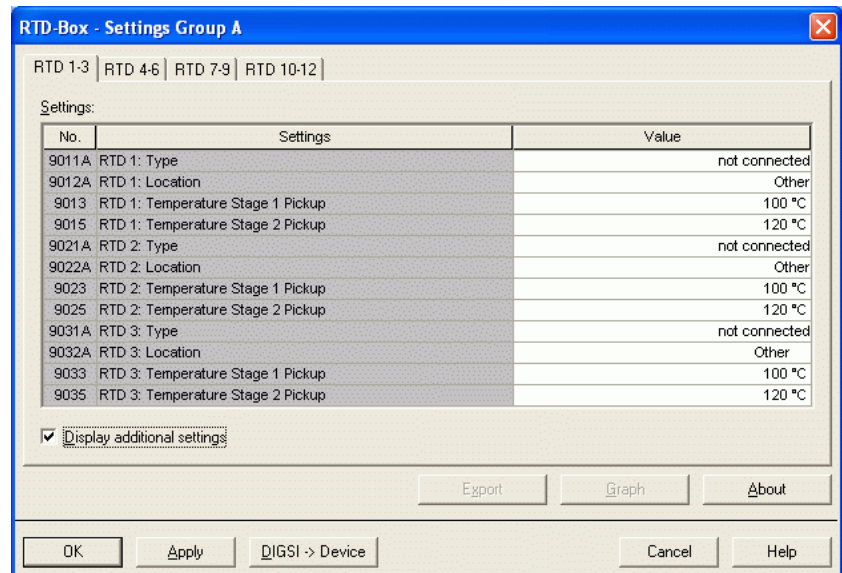 RTD-Box - Settings Group A
RTD 1-3 RTD 4-6 RTD 7-9 RTD 10-12
Settings:
No. Settings Value
9011A RTD 1: Type not connected
9012A RTD 1: Location Other
9013 RTD 1: Temperature Stage 1 Pickup 100 °C
9015 RTD 1: Temperature Stage 2 Pickup 120 °C
9021A RTD 2: Type not connected
9022A RTD 2: Location Other
9023 RTD 2: Temperature Stage 1 Pickup 100 °C
9025 RTD 2: Temperature Stage 2 Pickup 120 °C
9031A RTD 3: Type not connected
9032A RTD 3: Location Other
9033 RTD 3: Temperature Stage 1 Pickup 100 °C
9035 RTD 3: Temperature Stage 2 Pickup 120 °C
Display additional settings
Export Graph About
OK Apply DIGSI -> Device Cancel Help